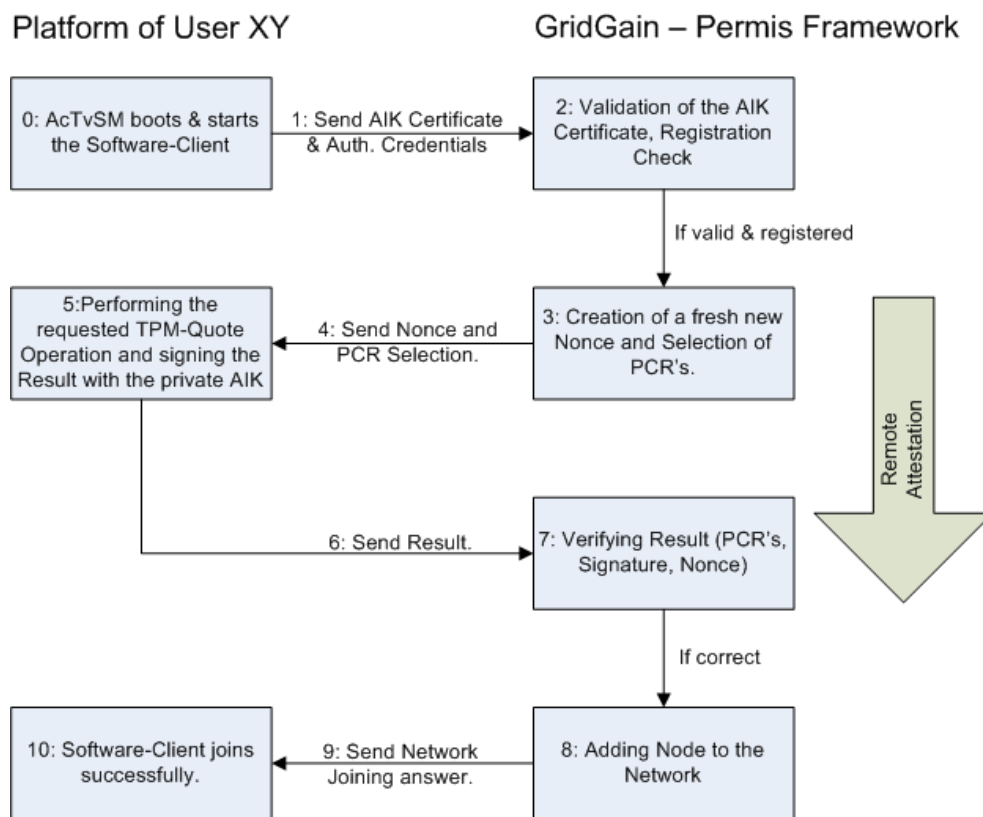 Platform of User XY
GridGain – Permis Framework
0: AcTvSM boots & starts
the Software-Client
1: Send AIK Certificate
& Auth. Credentials
2: Validation of the AIK
Certificate, Registration
Check
If valid & registered
3: Creation of a fresh new
Nonce and Selection of
PCR's.
4: Send Nonce and
PCR Selection.
5:Performing the
requested TPM-Quote
Operation and signing the
Result with the private AIK
Remote
Attestation
6: Send Result.
7: Verifying Result (PCR's,
Signature, Nonce)
If correct
8: Adding Node to the
Network
9: Send Network
Joining answer.
10: Software-Client joins
successfully.